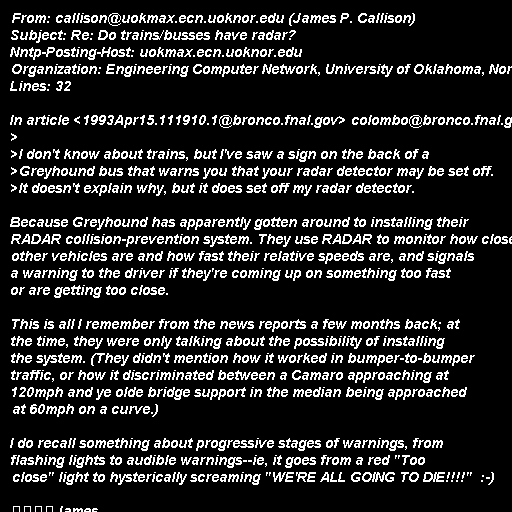 From: callison@uokmax.ecn.uoknor.edu (James P. Callison)
Subject: Re: Do trains/busses have radar?
Nntp-Posting-Host: uokmax.ecn.uoknor.edu
Organization: Engineering Computer Network, University of Oklahoma, Nor
Lines: 32

In article <1993Apr15.111910.1@bronco.fnal.gov> colombo@bronco.fnal.g
>
>I don't know about trains, but I've saw a sign on the back of a
>Greyhound bus that warns you that your radar detector may be set off.
>It doesn't explain why, but it does set off my radar detector.

Because Greyhound has apparently gotten around to installing their
RADAR collision-prevention system. They use RADAR to monitor how close
other vehicles are and how fast their relative speeds are, and signals
a warning to the driver if they're coming up on something too fast
or are getting too close.

This is all I remember from the news reports a few months back; at
the time, they were only talking about the possibility of installing
the system. (They didn't mention how it worked in bumper-to-bumper
traffic, or how it discriminated between a Camaro approaching at
120mph and ye olde bridge support in the median being approached
at 60mph on a curve.)

I do recall something about progressive stages of warnings, from
flashing lights to audible warnings--ie, it goes from a red "Too
close" light to hysterically screaming "WE'RE ALL GOING TO DIE!!!!" :-)

James